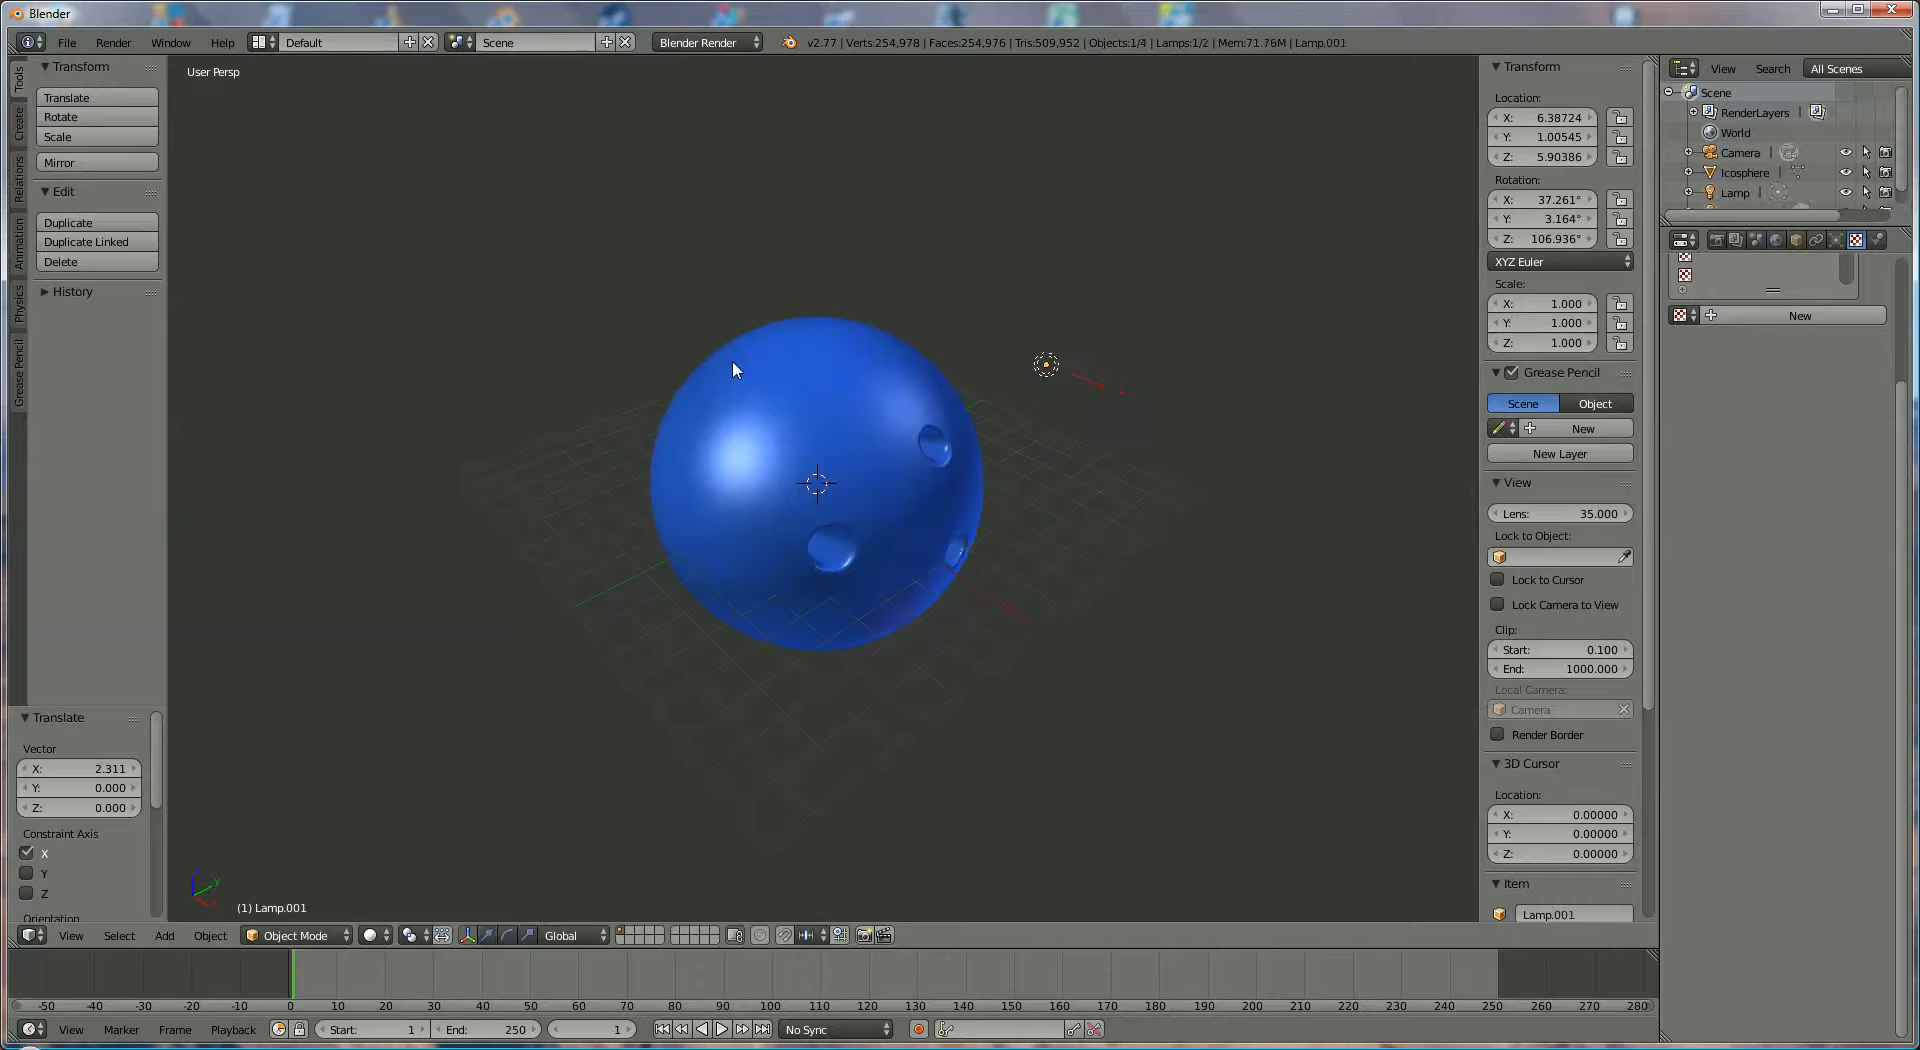 Blender
File Render Window Help Default Scene Blender Render v2.77 | Verts:254,978 | Faces:254,976 | Tris:509,952 | Objects:1/4 | Lamps:1/2 | Mem:71.76M | Lamp.001
Tools
Create
Relations
Animation
Physics
Grease Pencil
Transform
Translate
Rotate
Scale
Mirror
Edit
Duplicate
Duplicate Linked
Delete
History
Translate
Vector
X: 2.311
Y: 0.000
Z: 0.000
Constraint Axis
X
Y
Z
Orientation
User Persp
(1) Lamp.001
Transform
Location:
X: 6.38724
Y: 1.00545
Z: 5.90386
Rotation:
X: 37.261°
Y: 3.164°
Z: 106.936°
XYZ Euler
Scale:
X: 1.000
Y: 1.000
Z: 1.000
Grease Pencil
Scene Object
New
New Layer
View
Lens: 35.000
Lock to Object:
Lock to Cursor
Lock Camera to View
Clip:
Start: 0.100
End: 1000.000
Local Camera:
Camera
Render Border
3D Cursor
Location:
X: 0.00000
Y: 0.00000
Z: 0.00000
Item
Lamp.001
View Search All Scenes
Scene
RenderLayers
World
Camera
Icosphere
Lamp
New
View Select Add Object Object Mode Global
-50 -40 -30 -20 -10 0 10 20 30 40 50 60 70 80 90 100 110 120 130 140 150 160 170 180 190 200 210 220 230 240 250 260 270 280
View Marker Frame Playback Start: 1 End: 250 1 No Sync